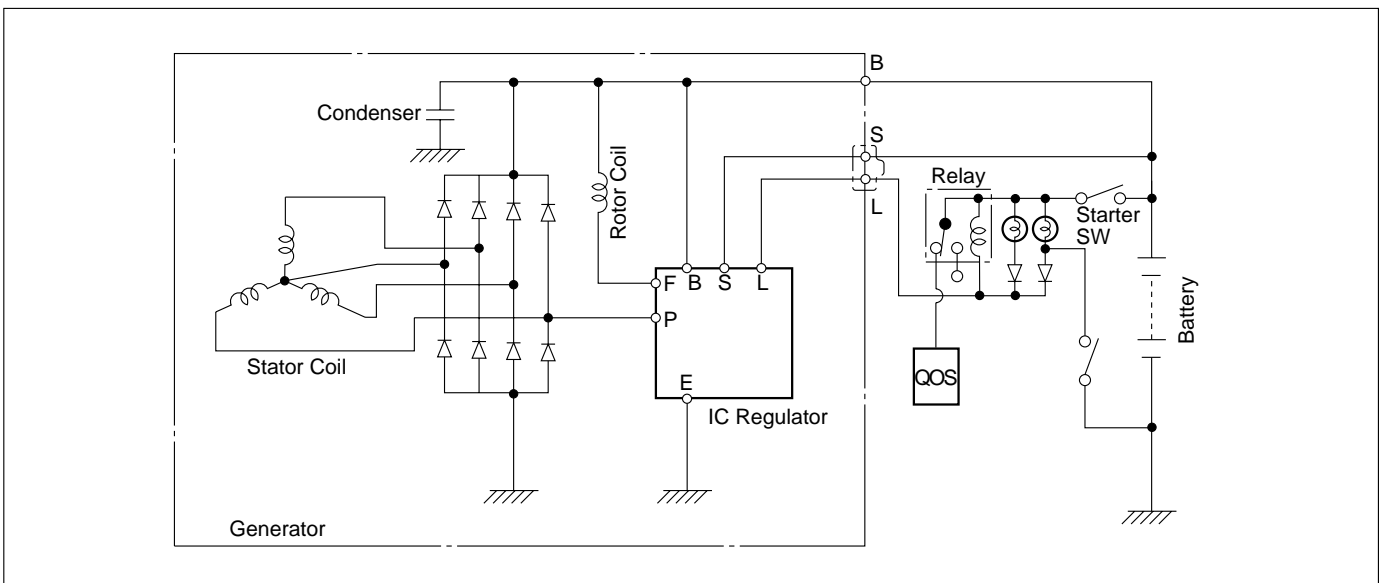 B
Condenser
S
Relay
L
Rotor Coil
Starter
SW
F B S L
P
Battery
Stator Coil
QOS
E
IC Regulator
Generator